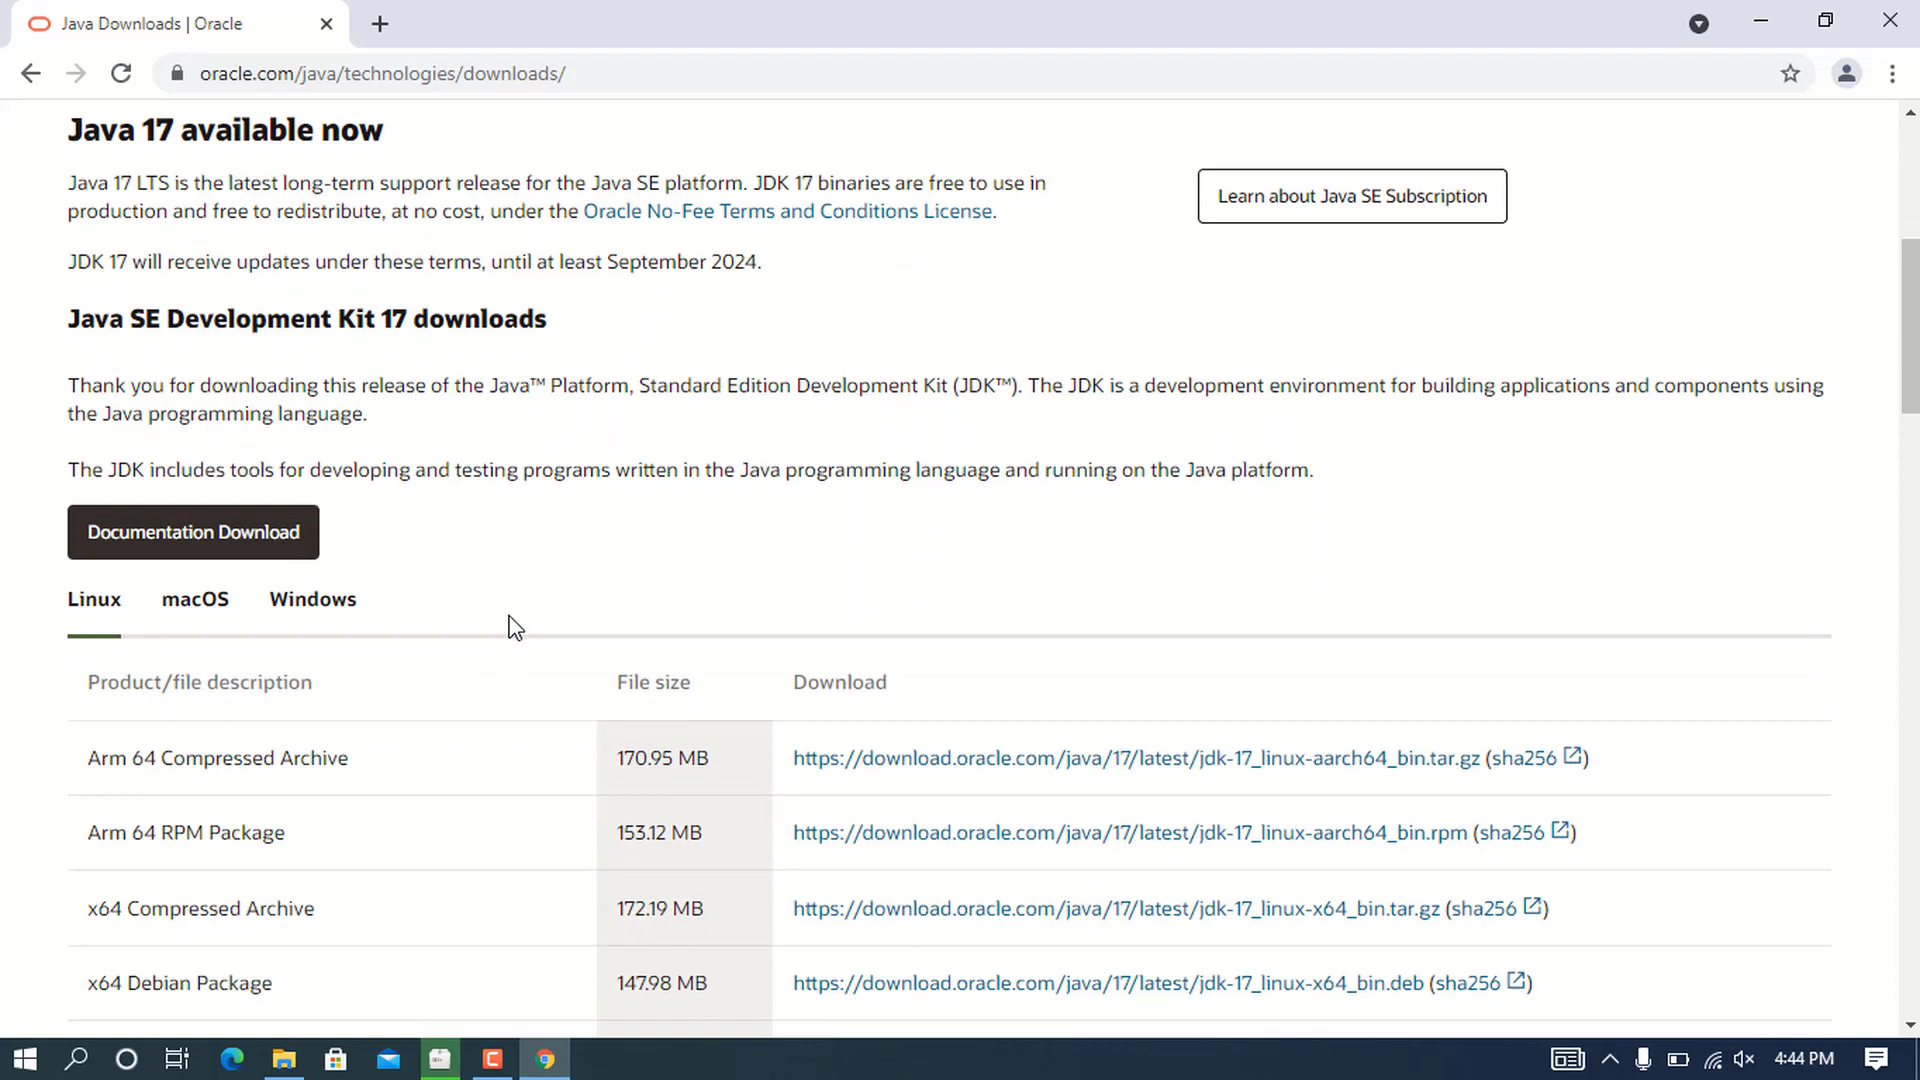 Java Downloads | Oracle
oracle.com/java/technologies/downloads/
Java 17 available now
Java 17 LTS is the latest long-term support release for the Java SE platform. JDK 17 binaries are free to use in
production and free to redistribute, at no cost, under the Oracle No-Fee Terms and Conditions License.
Learn about Java SE Subscription
JDK 17 will receive updates under these terms, until at least September 2024.
Java SE Development Kit 17 downloads
Thank you for downloading this release of the Java™ Platform, Standard Edition Development Kit (JDK™). The JDK is a development environment for building applications and components using
the Java programming language.
The JDK includes tools for developing and testing programs written in the Java programming language and running on the Java platform.
Documentation Download
Linux macOS Windows
Product/file description File size Download
Arm 64 Compressed Archive 170.95 MB https://download.oracle.com/java/17/latest/jdk-17_linux-aarch64_bin.tar.gz (sha256)
Arm 64 RPM Package 153.12 MB https://download.oracle.com/java/17/latest/jdk-17_linux-aarch64_bin.rpm (sha256)
x64 Compressed Archive 172.19 MB https://download.oracle.com/java/17/latest/jdk-17_linux-x64_bin.tar.gz (sha256)
x64 Debian Package 147.98 MB https://download.oracle.com/java/17/latest/jdk-17_linux-x64_bin.deb (sha256)
4:44 PM